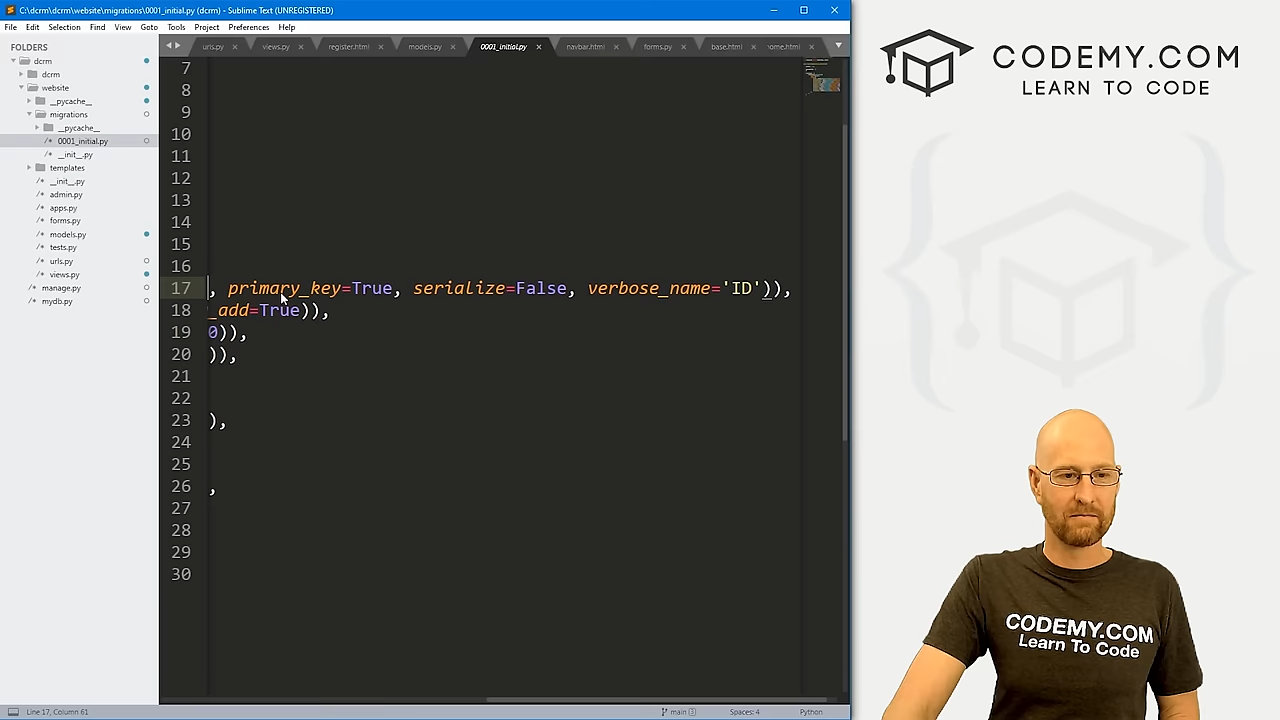 C:\dcrm\dcrm\website\migrations\0001_initial.py (dcrm) - Sublime Text (UNREGISTERED)
File Edit Selection Find View Goto Tools Project Preferences Help
FOLDERS
dcrm
dcrm
website
__pycache__
migrations
__pycache__
0001_initial.py
__init__.py
templates
__init__.py
admin.py
apps.py
forms.py
models.py
tests.py
urls.py
views.py
manage.py
mydb.py
urls.py views.py register.html models.py 0001_initial.py navbar.html forms.py base.html ome.html
7
8
9
10
11
12
13
14
15
16
17 , primary_key=True, serialize=False, verbose_name='ID')),
18 _add=True)),
19 0)),
20 )),
21
22
23 ),
24
25
26 ,
27
28
29
30
Line 17, Column 61
main 3 Spaces: 4 Python
CODEMY.COM
LEARN TO CODE
CODEMY.COM
Learn To Code